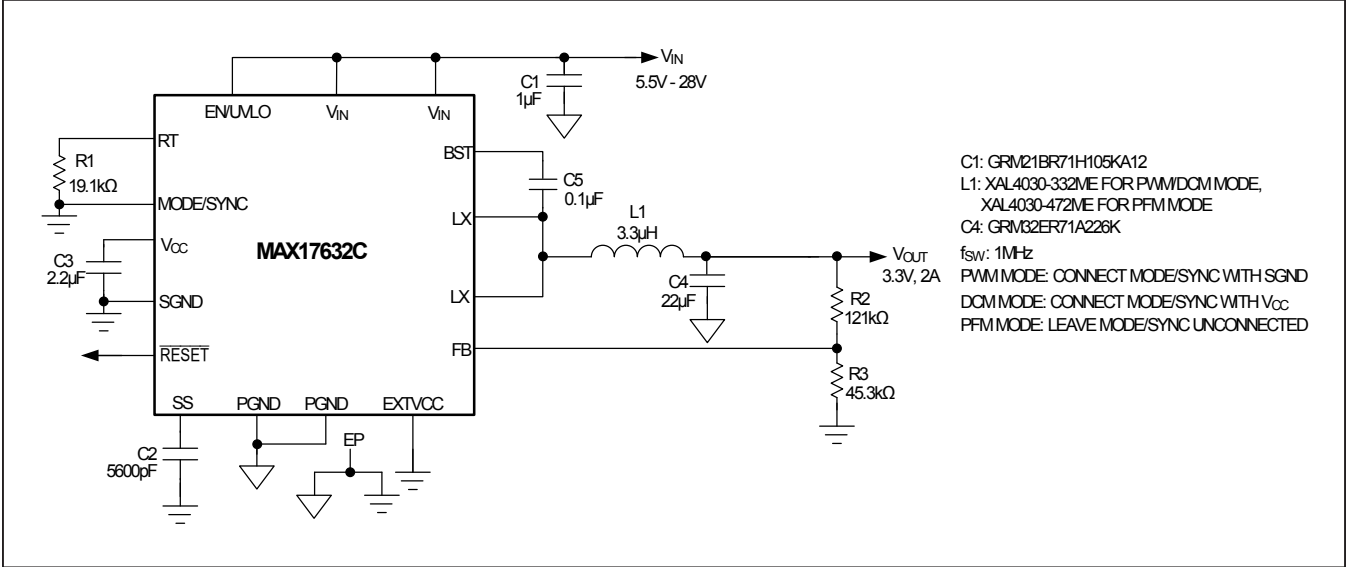 VIN
5.5V - 28V
C1
1µF
EN/UVLO
VIN
VIN
RT
R1
19.1kΩ
MODE/SYNC
BST
C5
0.1µF
LX
VCC
C3
2.2µF
MAX17632C
L1
3.3µH
VOUT
3.3V, 2A
C4
22µF
SGND
LX
R2
121kΩ
RESET
FB
R3
45.3kΩ
SS
PGND
PGND
EXTVCC
C2
5600pF
EP
C1: GRM21BR71H105KA12
L1: XAL4030-332ME FOR PWM/DCM MODE,
XAL4030-472ME FOR PFM MODE
C4: GRM32ER71A226K
fSW: 1MHz
PWM MODE: CONNECT MODE/SYNC WITH SGND
DCM MODE: CONNECT MODE/SYNC WITH VCC
PFM MODE: LEAVE MODE/SYNC UNCONNECTED